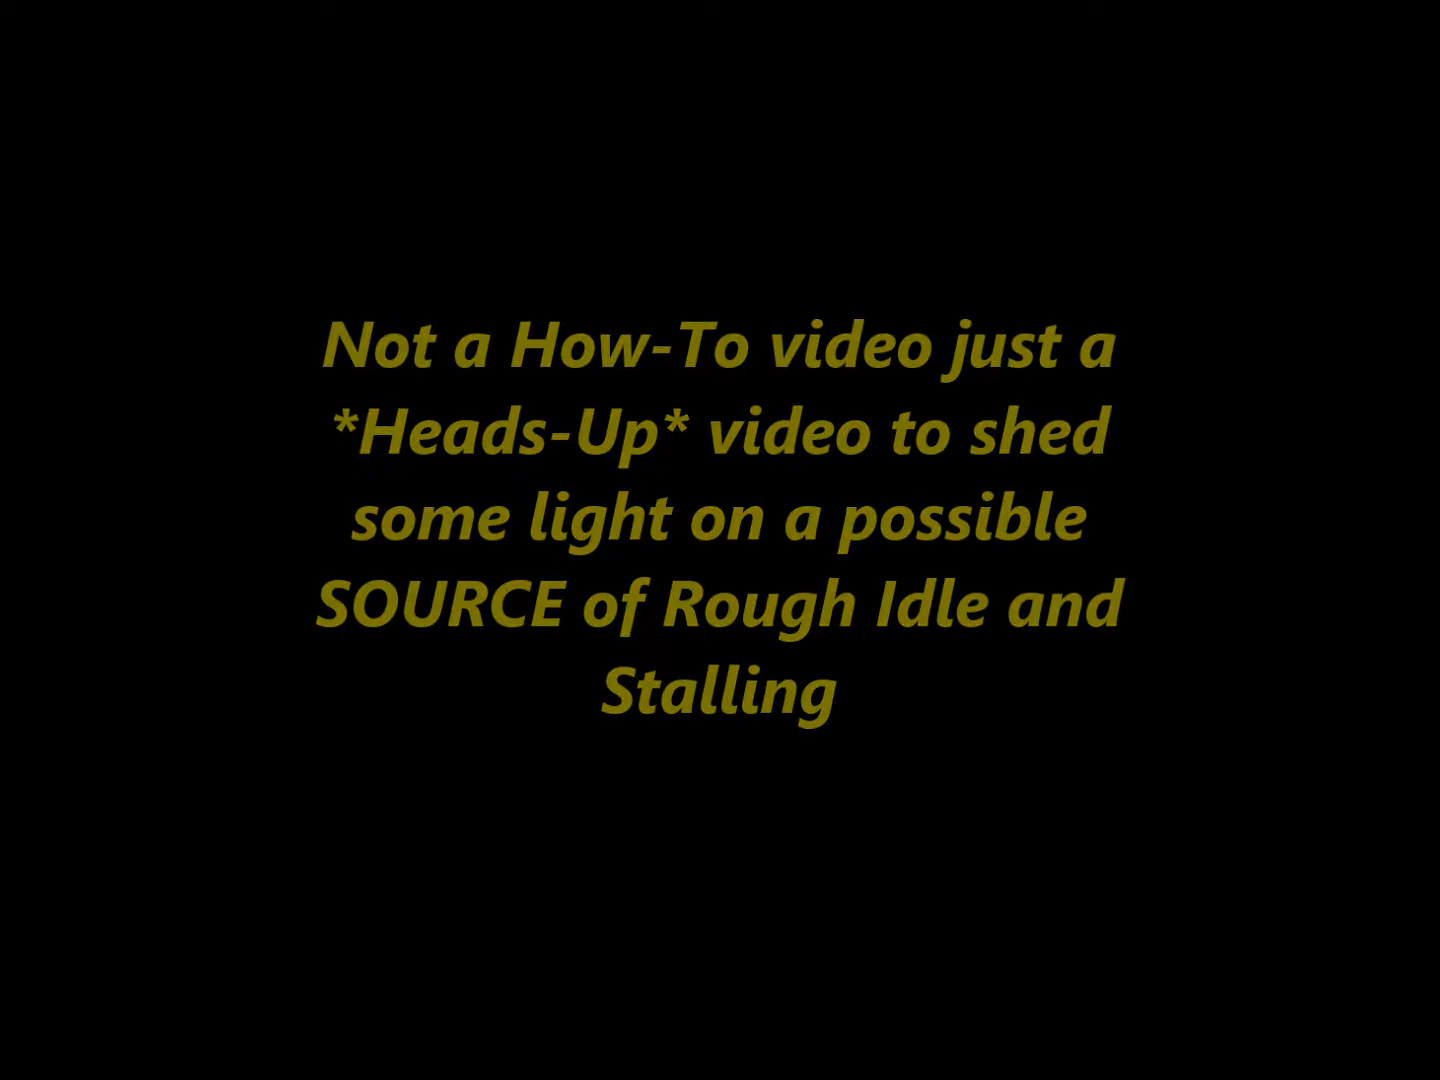 Not a How-To video just a
*Heads-Up* video to shed
some light on a possible
SOURCE of Rough Idle and
Stalling